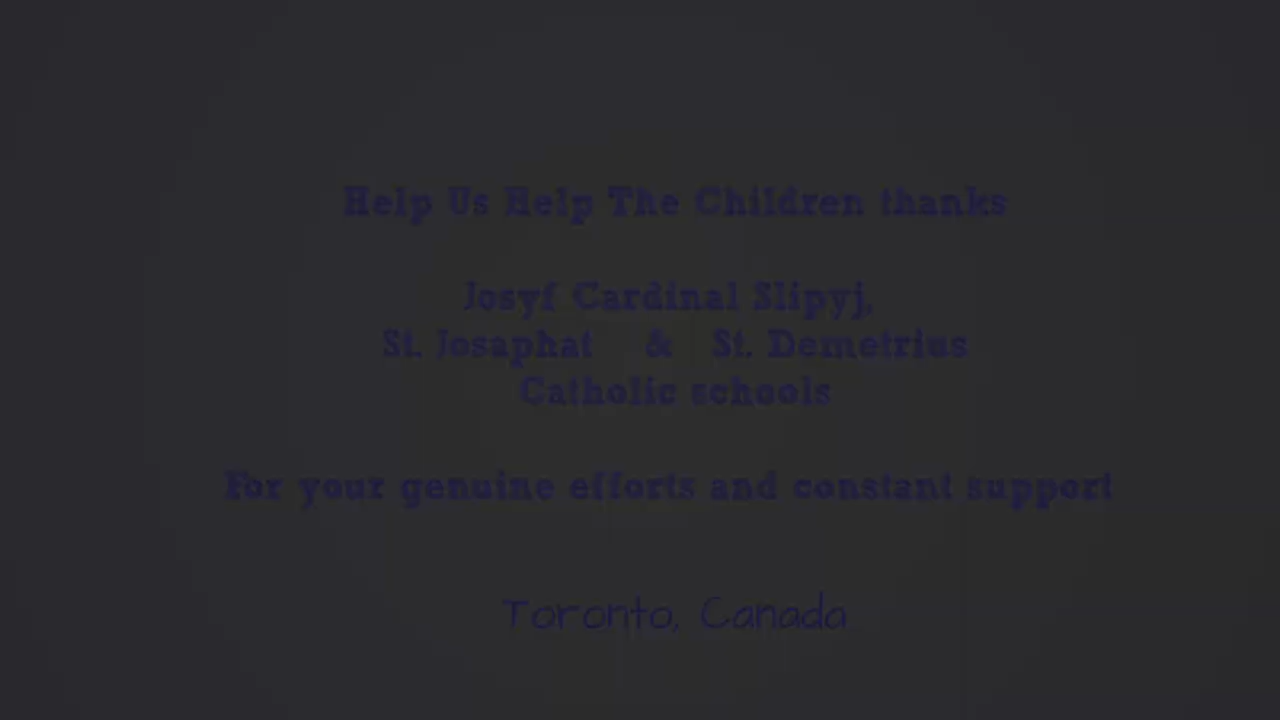 Help Us Help The Children thanks
Josyf Cardinal Slipyj,
St. Josaphat & St. Demetrius
Catholic schools
For your genuine efforts and constant support
Toronto, Canada